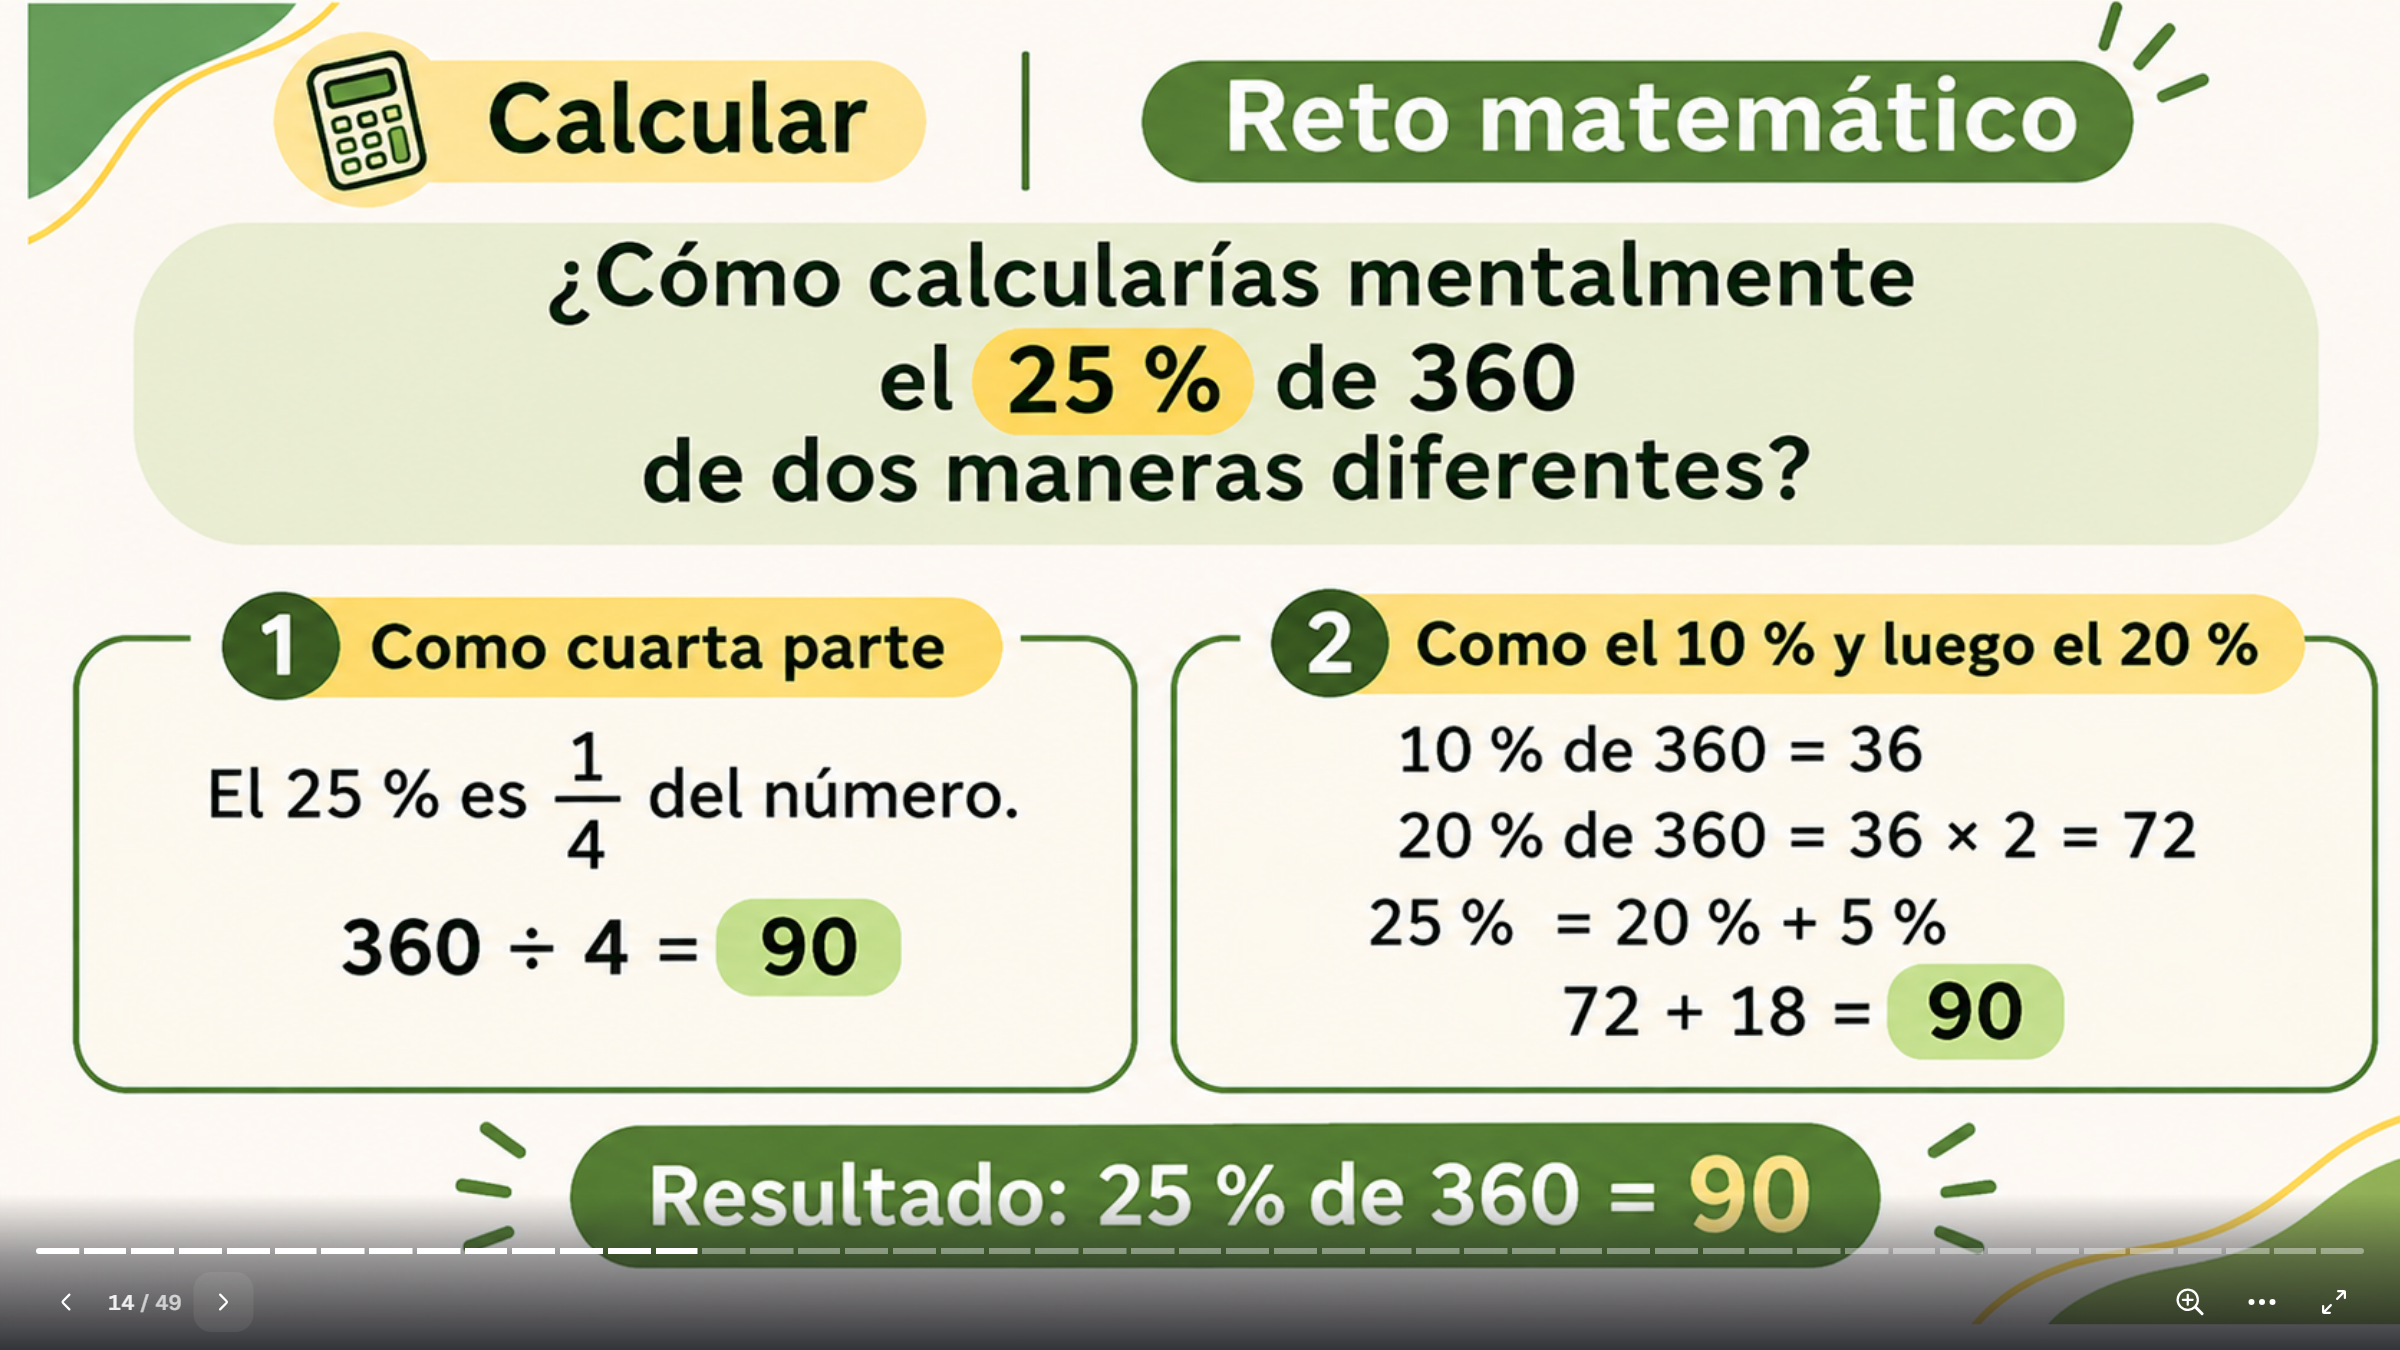 Calcular
Reto matemático
¿Cómo calcularías mentalmente
el 25 % de 360
de dos maneras diferentes?
1 Como cuarta parte
El 25 % es 1/4 del número.
360 ÷ 4 = 90
2 Como el 10 % y luego el 20 %
10 % de 360 = 36
20 % de 360 = 36 × 2 = 72
25 % = 20 % + 5 %
72 + 18 = 90
Resultado: 25 % de 360 = 90
14 / 49